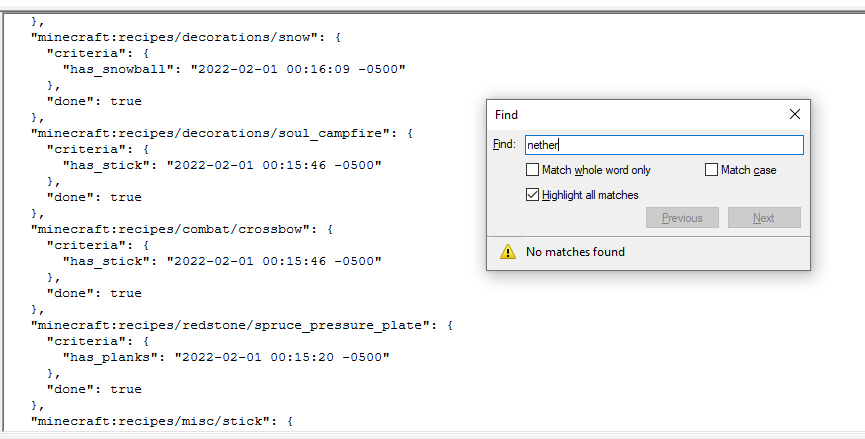 },
"minecraft:recipes/decorations/snow": {
"criteria": {
"has_snowball": "2022-02-01 00:16:09 -0500"
},
"done": true
},
"minecraft:recipes/decorations/soul_campfire": {
"criteria": {
"has_stick": "2022-02-01 00:15:46 -0500"
},
"done": true
},
"minecraft:recipes/combat/crossbow": {
"criteria": {
"has_stick": "2022-02-01 00:15:46 -0500"
},
"done": true
},
"minecraft:recipes/redstone/spruce_pressure_plate": {
"criteria": {
"has_planks": "2022-02-01 00:15:20 -0500"
},
"done": true
},
"minecraft:recipes/misc/stick": {
Find
Find: nether
Match whole word only
Match case
Highlight all matches
Previous
Next
No matches found